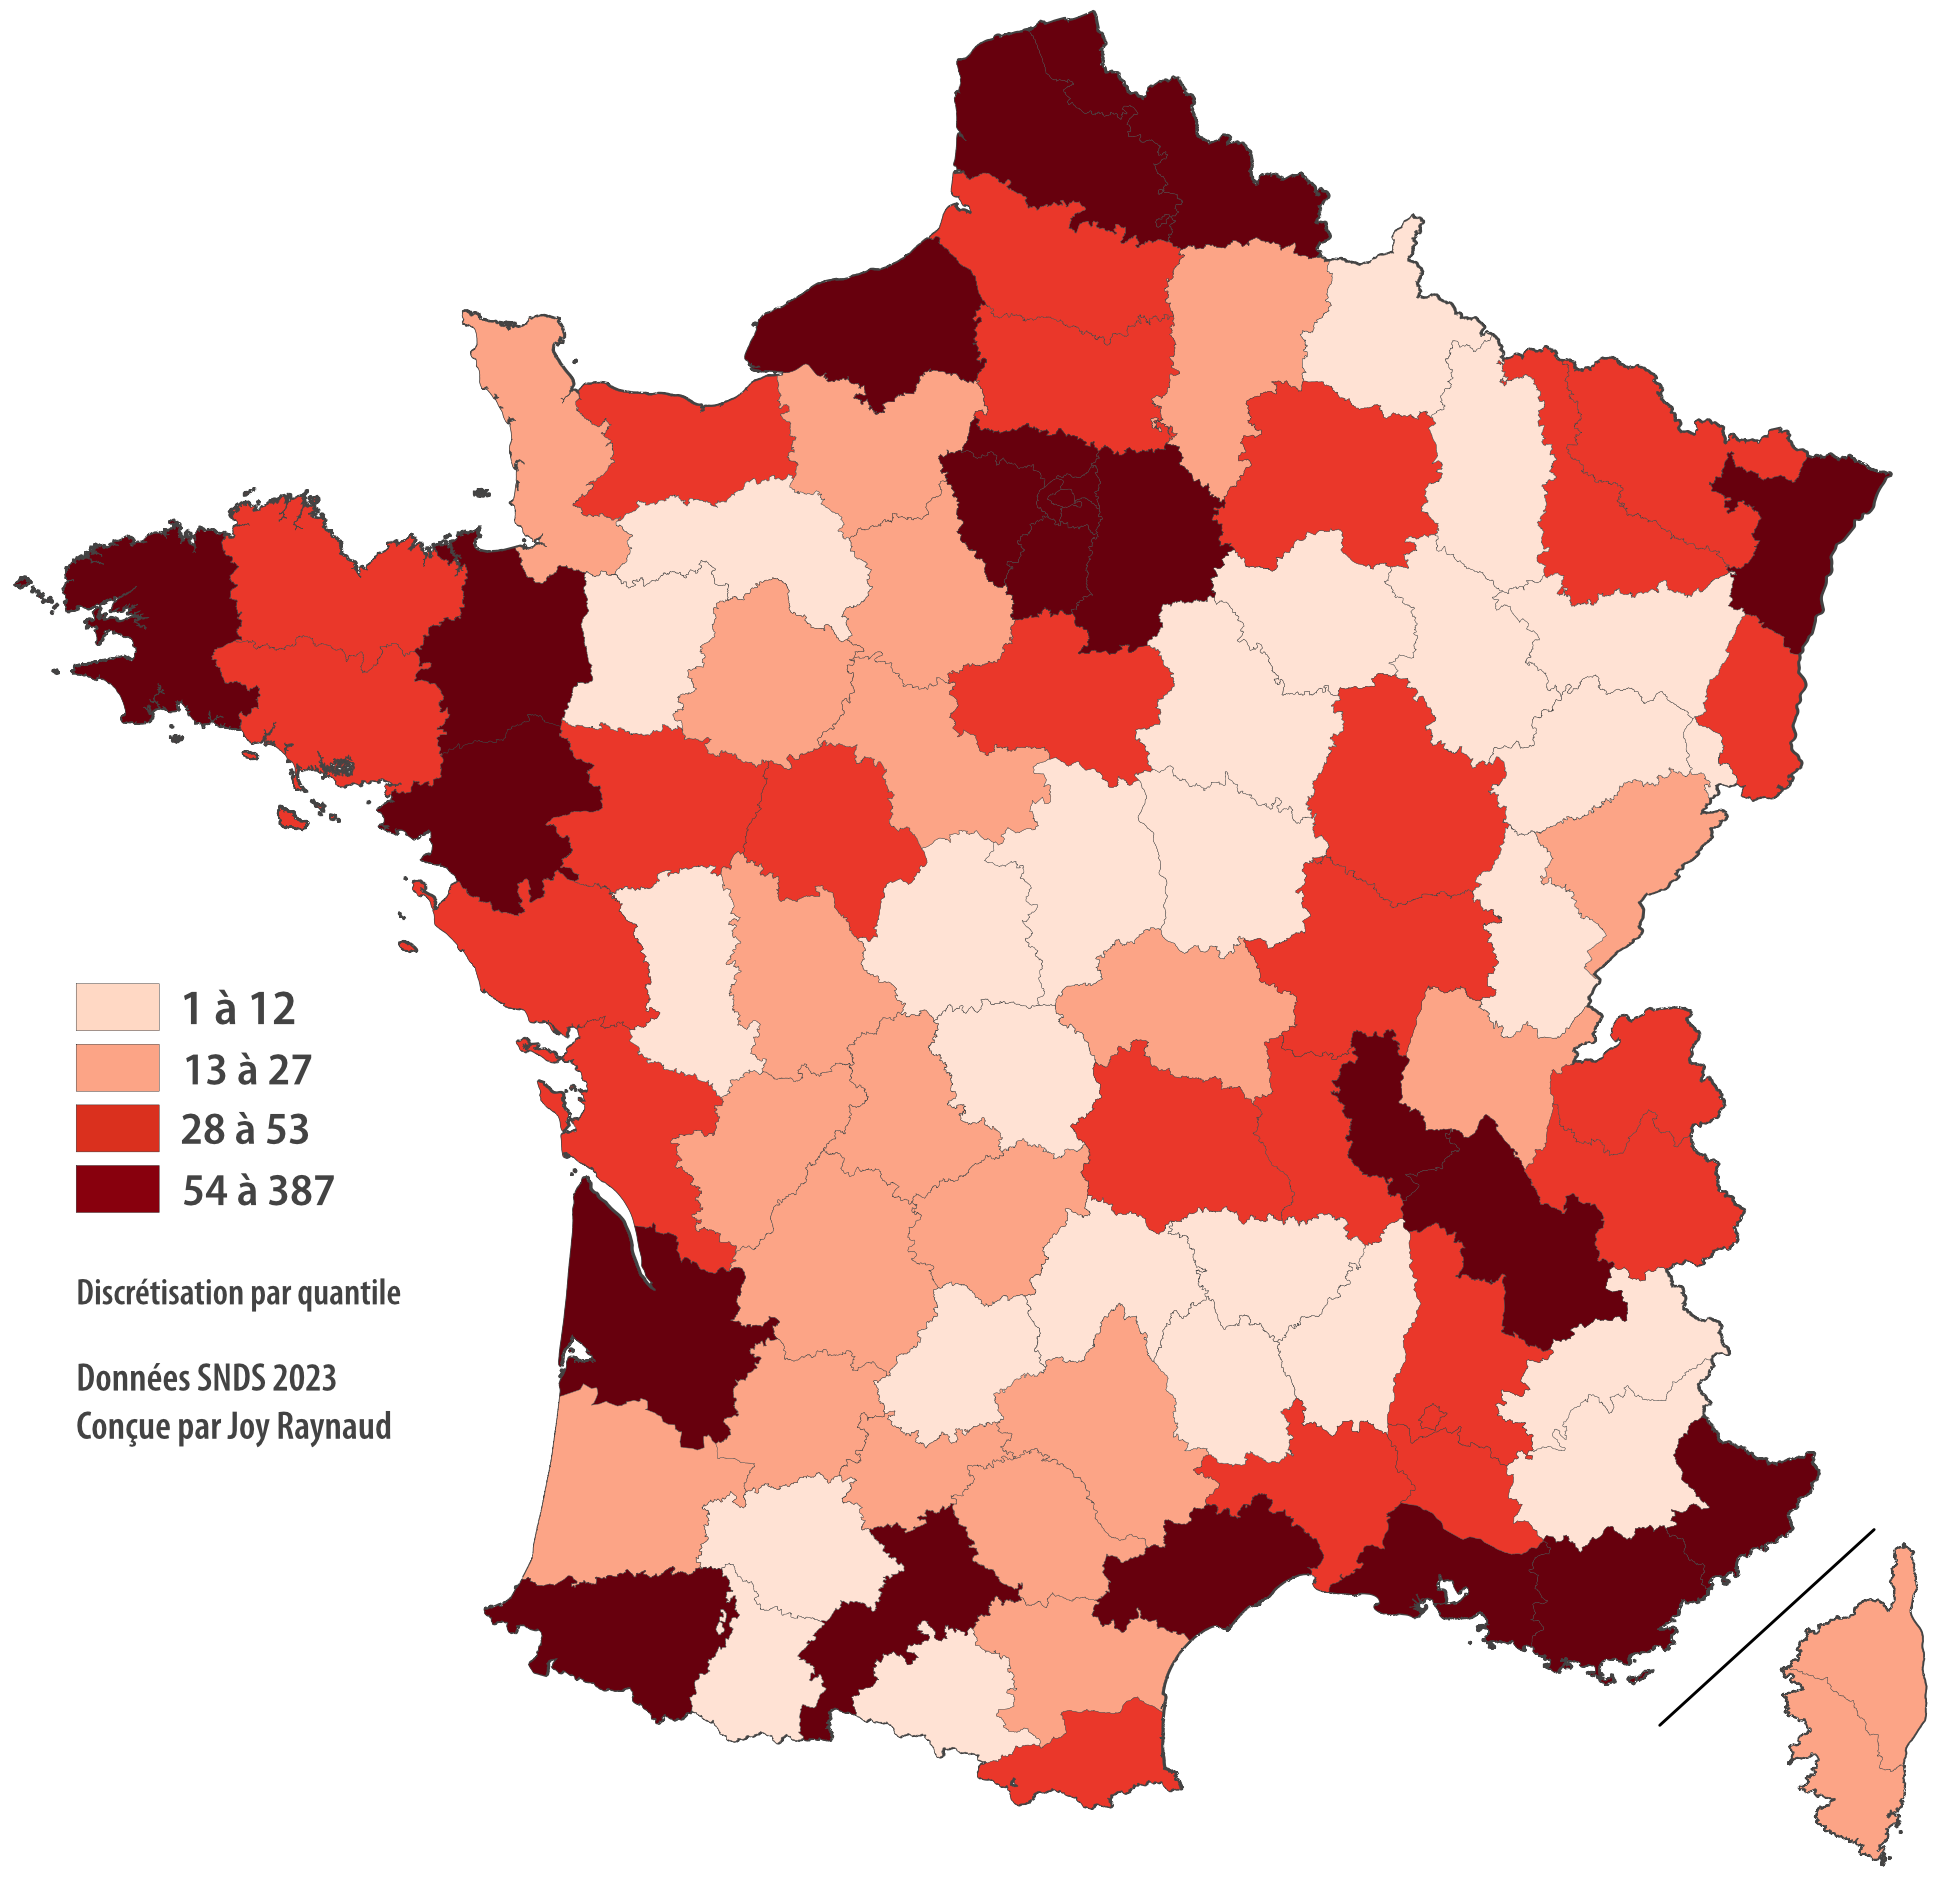 1 à 12
13 à 27
28 à 53
54 à 387
Discrétisation par quantile
Données SNDS 2023
Conçue par Joy Raynaud